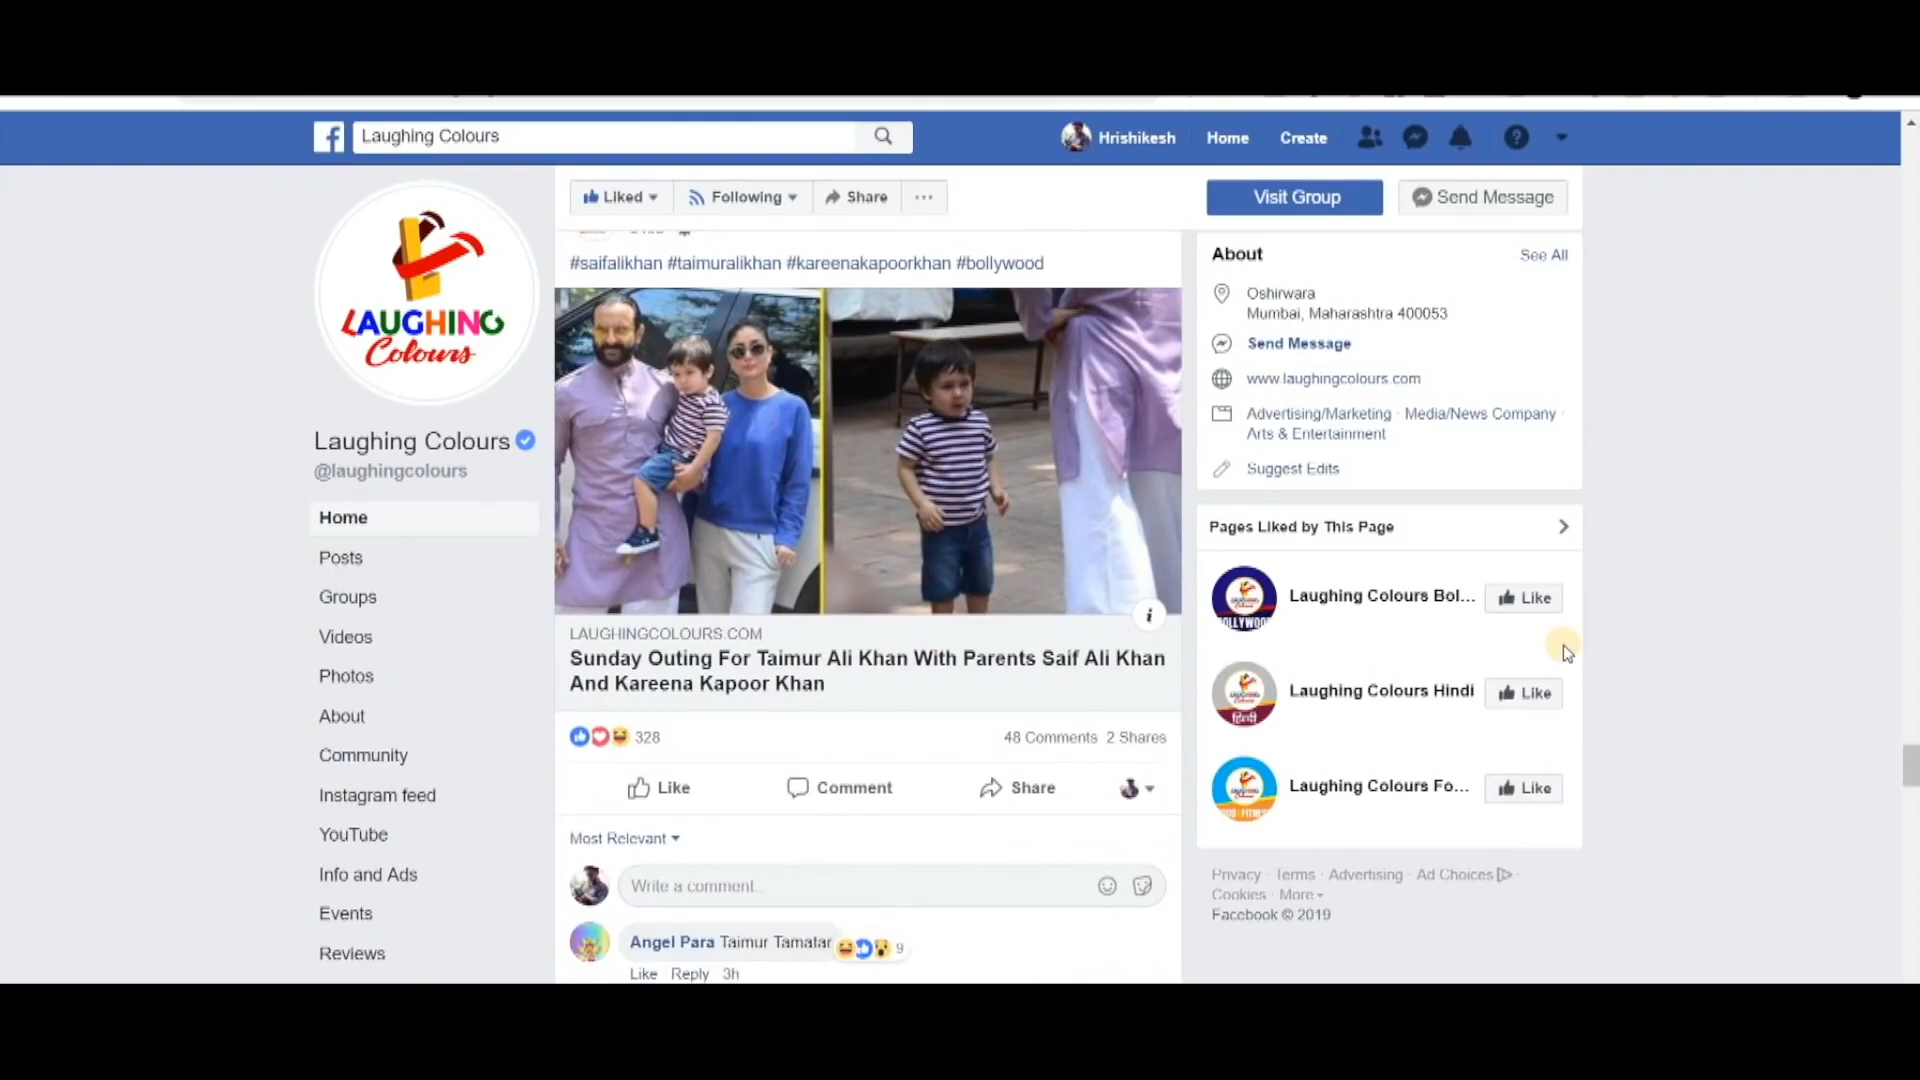 Laughing Colours
Hrishikesh
Home
Create
LAUGHING
Colours
Laughing Colours
@laughingcolours
Home
Posts
Groups
Videos
Photos
About
Community
Instagram feed
YouTube
Info and Ads
Events
Reviews
Liked
Following
Share
Visit Group
Send Message
#saifalikhan #taimuralikhan #kareenakapoorkhan #bollywood
LAUGHINGCOLOURS.COM
Sunday Outing For Taimur Ali Khan With Parents Saif Ali Khan
And Kareena Kapoor Khan
328
48 Comments 2 Shares
Like
Comment
Share
Most Relevant
Write a comment...
Angel Para Taimur Tamatar
9
Like Reply 3h
About
See All
Oshirwara
Mumbai, Maharashtra 400053
Send Message
www.laughingcolours.com
Advertising/Marketing · Media/News Company ·
Arts & Entertainment
Suggest Edits
Pages Liked by This Page
Laughing Colours Bol...
Like
Laughing Colours Hindi
Like
हिन्दी
Laughing Colours Fo...
Like
Privacy · Terms · Advertising · Ad Choices ·
Cookies · More
Facebook © 2019